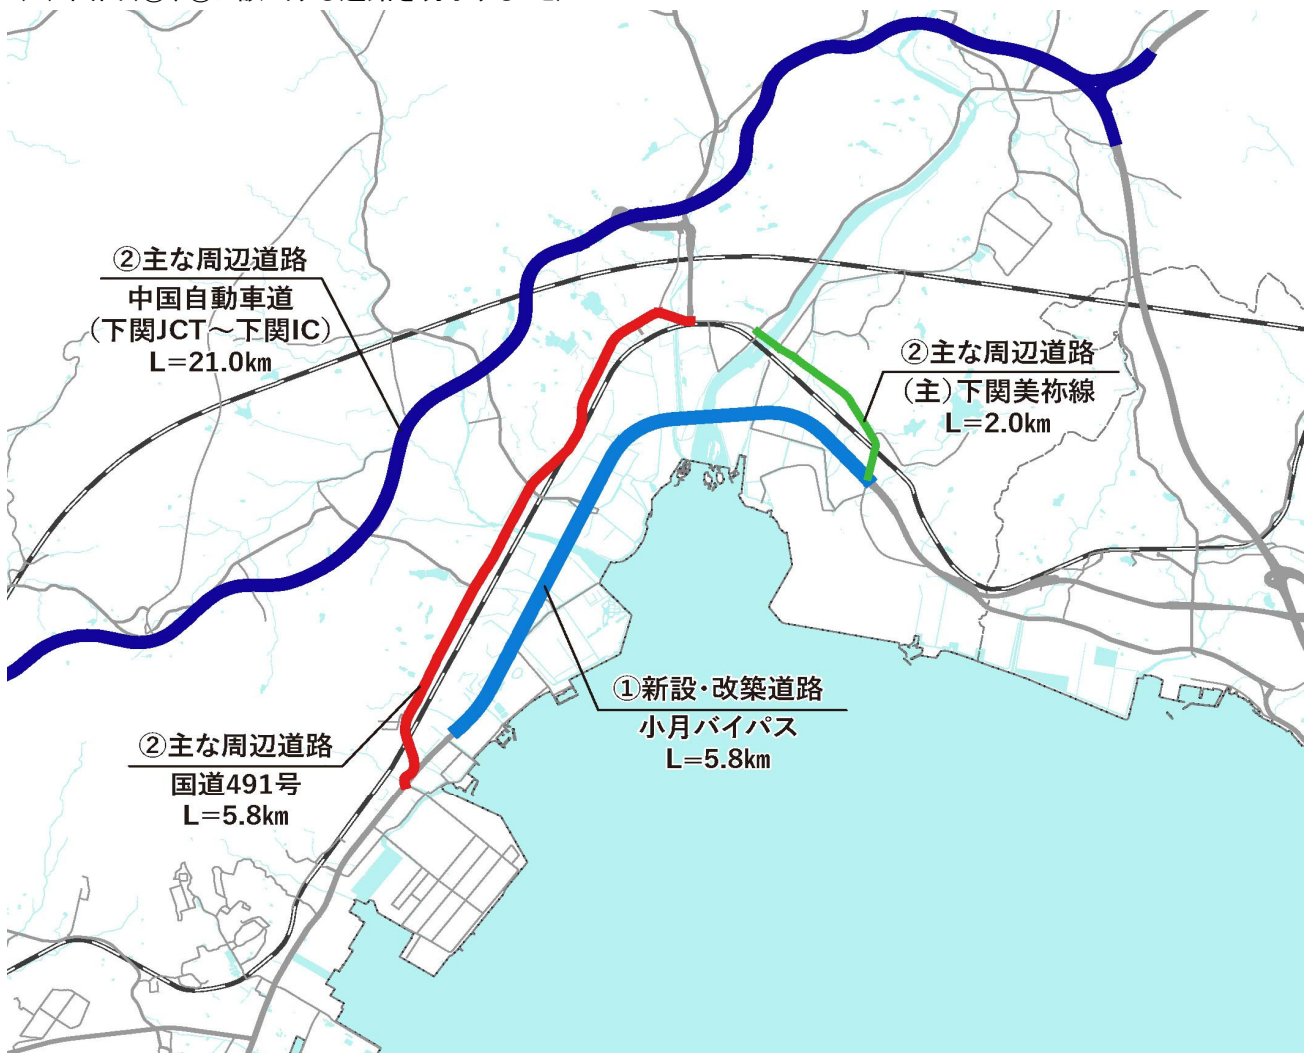 ②主な周辺道路
中国自動車道
(下関JCT～下関IC)
L=21.0km
②主な周辺道路
(主)下関美祢線
L=2.0km
①新設・改築道路
小月バイパス
L=5.8km
②主な周辺道路
国道491号
L=5.8km